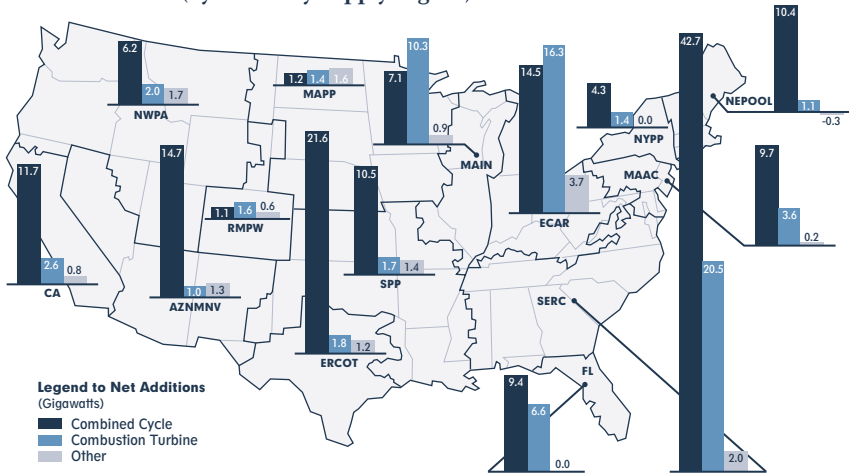 10.4
1.1
-0.3
NEPOOL
42.7
20.5
2.0
SERC
6.2
2.0
1.7
NWPA
1.2
1.4
1.6
MAPP
7.1
10.3
0.9
MAIN
14.5
16.3
3.7
ECAR
4.3
1.4
0.0
NYPP
9.7
3.6
0.2
MAAC
11.7
2.6
0.8
CA
14.7
1.0
1.3
AZNMNV
1.1
1.6
0.6
RMPW
21.6
1.8
1.2
ERCOT
10.5
1.7
1.4
SPP
9.4
6.6
0.0
FL
Legend to Net Additions
(Gigawatts)
Combined Cycle
Combustion Turbine
Other